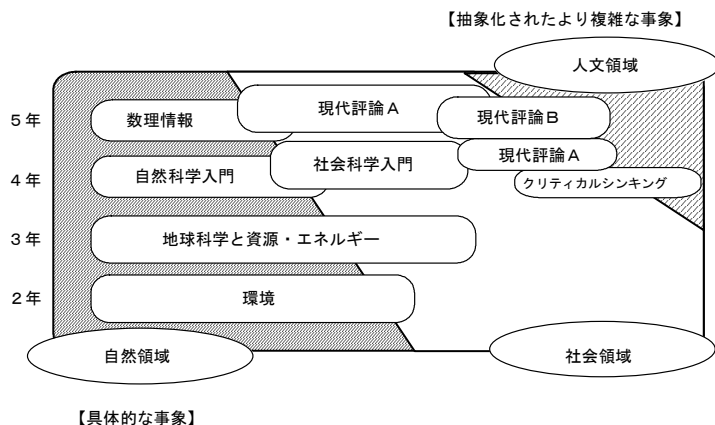 【抽象化されたより複雑な事象】
人文領域
5年
数理情報
現代評論A
現代評論B
現代評論A
4年
自然科学入門
社会科学入門
クリティカルシンキング
3年
地球科学と資源・エネルギー
2年
環境
自然領域
社会領域
【具体的な事象】